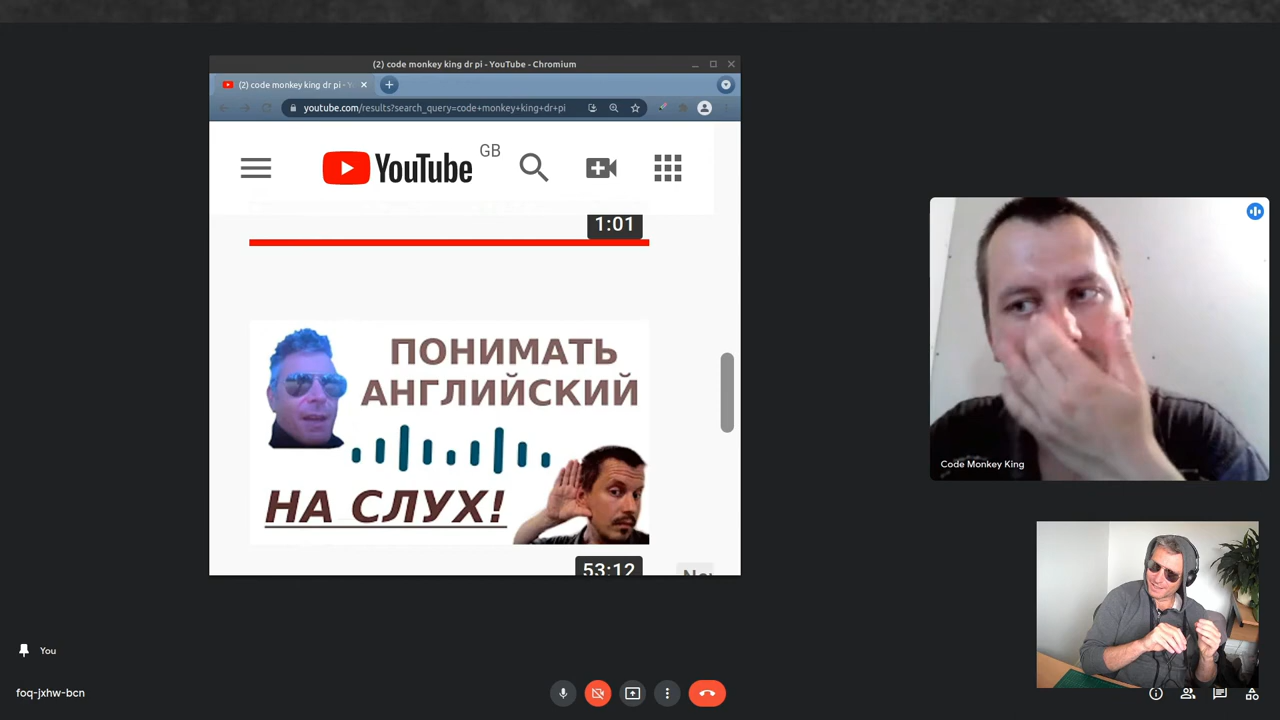 (2) code monkey king dr pi - YouTube - Chromium
(2) code monkey king dr pi - Y
youtube.com/results?search_query=code+monkey+king+dr+pi
YouTube
GB
1:01
ПОНИМАТЬ
АНГЛИЙСКИЙ
НА СЛУХ!
53:12
Code Monkey King
You
foq-jxhw-bcn